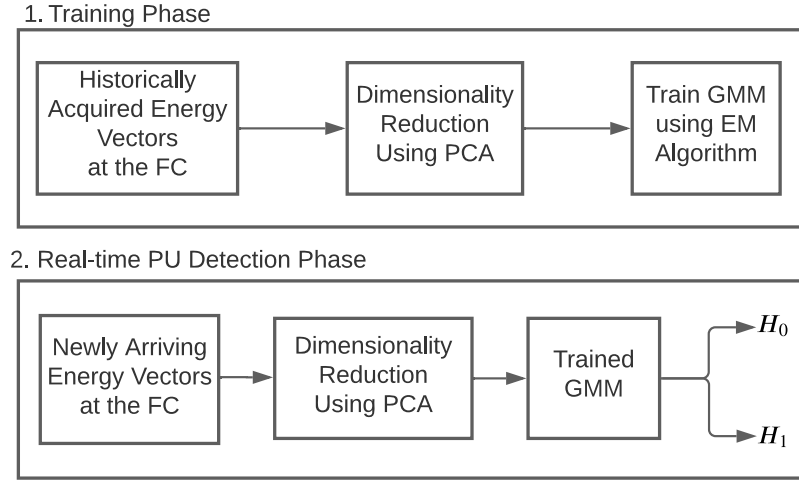 1. Training Phase
Historically
Acquired Energy
Vectors
at the FC
Dimensionality
Reduction
Using PCA
Train GMM
using EM
Algorithm
2. Real-time PU Detection Phase
Newly Arriving
Energy Vectors
at the FC
Dimensionality
Reduction
Using PCA
Trained
GMM
H0
H1